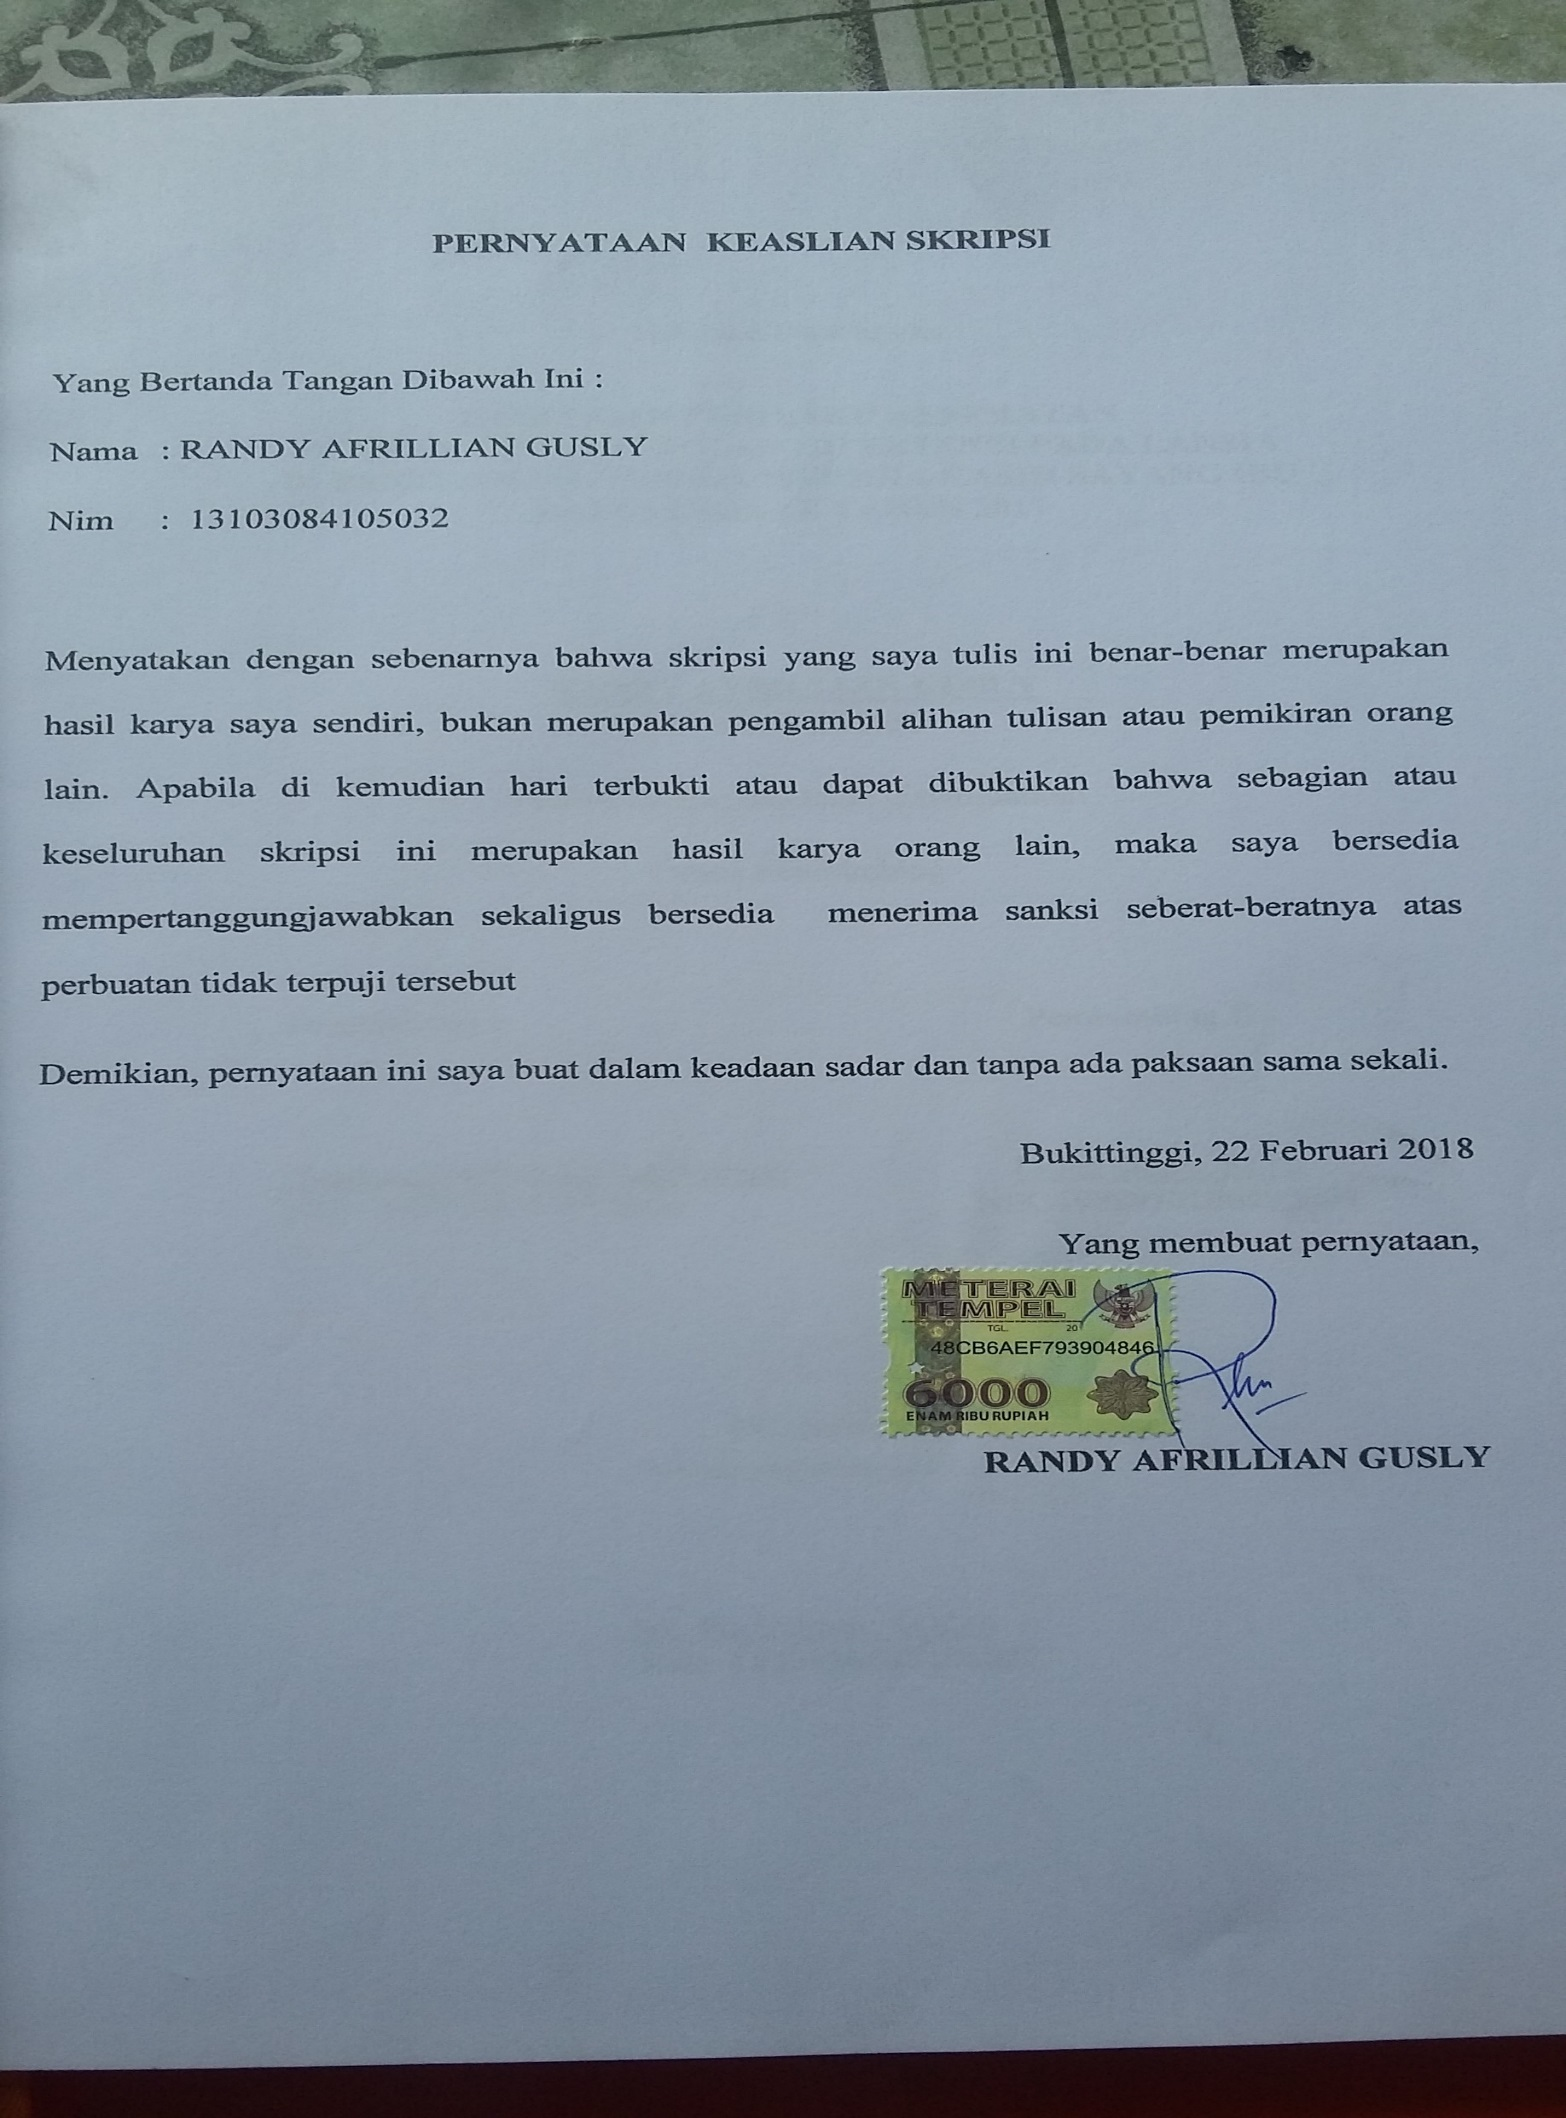 PERNYATAAN KEASLIAN SKRIPSI
Yang Bertanda Tangan Dibawah Ini :
Nama : RANDY AFRILLIAN GUSLY
Nim : 13103084105032
Menyatakan dengan sebenarnya bahwa skripsi yang saya tulis ini benar-benar merupakan
hasil karya saya sendiri, bukan merupakan pengambil alihan tulisan atau pemikiran orang
lain. Apabila di kemudian hari terbukti atau dapat dibuktikan bahwa sebagian atau
keseluruhan skripsi ini merupakan hasil karya orang lain, maka saya bersedia
mempertanggungjawabkan sekaligus bersedia menerima sanksi seberat-beratnya atas
perbuatan tidak terpuji tersebut
Demikian, pernyataan ini saya buat dalam keadaan sadar dan tanpa ada paksaan sama sekali.
Bukittinggi, 22 Februari 2018
Yang membuat pernyataan,
METERAI
TEMPEL
TGL. 20
48CB6AEF793904846
6000
ENAM RIBU RUPIAH
RANDY AFRILLIAN GUSLY